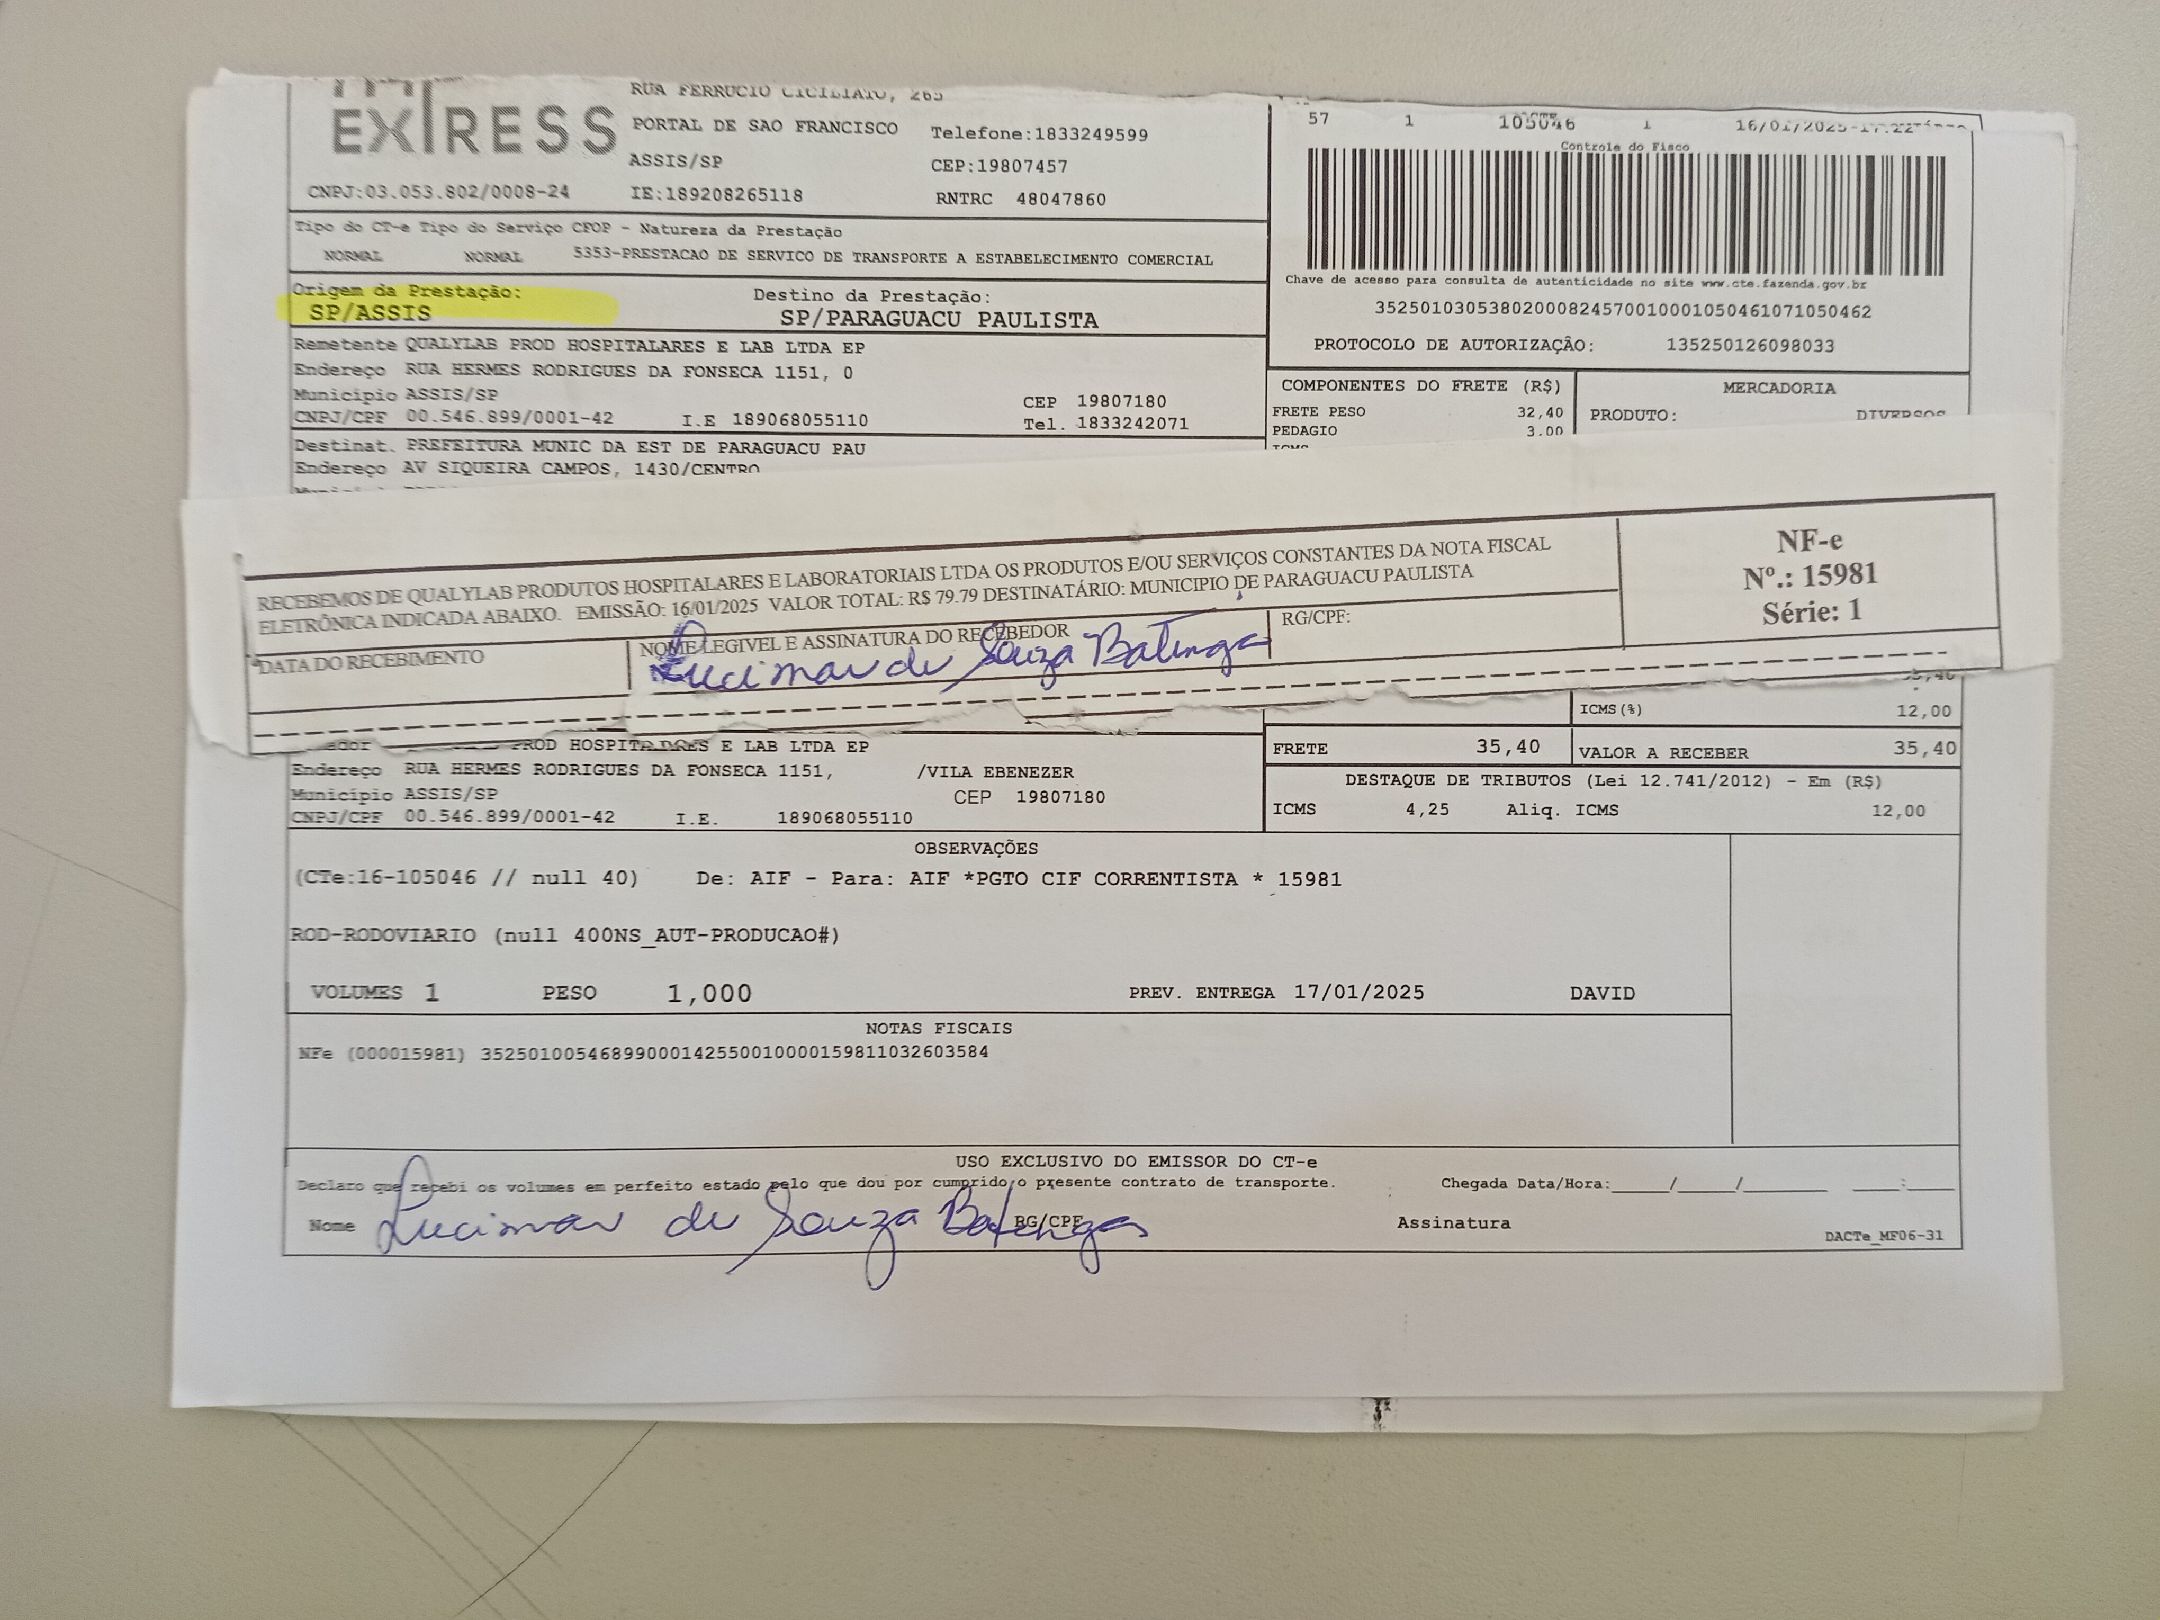 EXPRESS
RUA FERRUCIO CICILIATO, 265
PORTAL DE SAO FRANCISCO
Telefone:1833249599
ASSIS/SP
CEP:19807457
CNPJ:03.053.802/0008-24
IE:189208265118
RNTRC 48047860
57 1 105046 1 16/01/2025-17:22
Controle do Fisco
Chave de acesso para consulta de autenticidade no site www.cte.fazenda.gov.br
35250103053802000824570010001050461071050462
PROTOCOLO DE AUTORIZAÇÃO: 135250126098033
Tipo do CT-e Tipo do Serviço CFOP - Natureza da Prestação
NORMAL NORMAL 5353-PRESTACAO DE SERVICO DE TRANSPORTE A ESTABELECIMENTO COMERCIAL
Origem da Prestação: Destino da Prestação:
SP/ASSIS SP/PARAGUACU PAULISTA
Remetente QUALYLAB PROD HOSPITALARES E LAB LTDA EP
Endereço RUA HERMES RODRIGUES DA FONSECA 1151, 0
Município ASSIS/SP CEP 19807180
CNPJ/CPF 00.546.899/0001-42 I.E 189068055110 Tel. 1833242071
Destinat. PREFEITURA MUNIC DA EST DE PARAGUACU PAU
Endereço AV SIQUEIRA CAMPOS, 1430/CENTRO
COMPONENTES DO FRETE (R$)
FRETE PESO 32,40
PEDAGIO 3,00
MERCADORIA
PRODUTO: DIVERSOS
RECEBEMOS DE QUALYLAB PRODUTOS HOSPITALARES E LABORATORIAIS LTDA OS PRODUTOS E/OU SERVIÇOS CONSTANTES DA NOTA FISCAL
ELETRÔNICA INDICADA ABAIXO. EMISSÃO: 16/01/2025 VALOR TOTAL: R$ 79.79 DESTINATÁRIO: MUNICIPIO DE PARAGUACU PAULISTA
DATA DO RECEBIMENTO
NOME LEGIVEL E ASSINATURA DO RECEBEDOR
Lucimar de Souza Batinga
RG/CPF:
NF-e
Nº.: 15981
Série: 1
PROD HOSPITALARES E LAB LTDA EP
Endereço RUA HERMES RODRIGUES DA FONSECA 1151, /VILA EBENEZER
Município ASSIS/SP CEP 19807180
CNPJ/CPF 00.546.899/0001-42 I.E. 189068055110
35,40
ICMS(%) 12,00
FRETE 35,40 VALOR A RECEBER 35,40
DESTAQUE DE TRIBUTOS (Lei 12.741/2012) - Em (R$)
ICMS 4,25 Aliq. ICMS 12,00
OBSERVAÇÕES
(CTe:16-105046 // null 40) De: AIF - Para: AIF *PGTO CIF CORRENTISTA * 15981
ROD-RODOVIARIO (null 400NS_AUT-PRODUCAO#)
VOLUMES 1 PESO 1,000 PREV. ENTREGA 17/01/2025 DAVID
NOTAS FISCAIS
NFe (000015981) 35250100546899000142550010000159811032603584
USO EXCLUSIVO DO EMISSOR DO CT-e
Declaro que recebi os volumes em perfeito estado pelo que dou por cumprido o presente contrato de transporte. Chegada Data/Hora:____/____/______ ____:____
Nome Lucimar de Souza Batinga RG/CPF Assinatura
DACTe_MF06-31